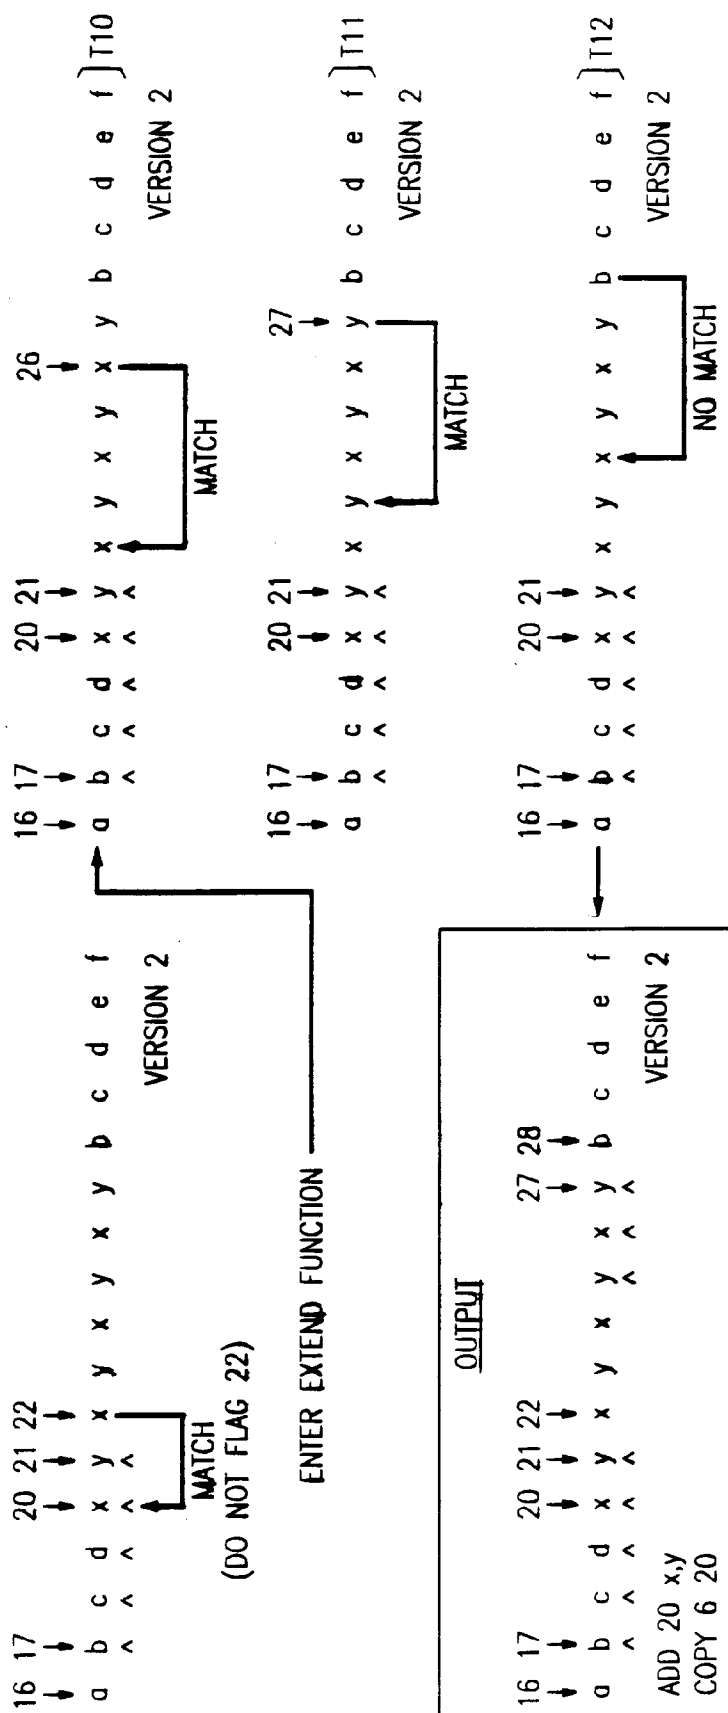 16 17 20 21 22
a b c d x y x y x y x y b c d e f
^ ^ ^ ^ ^
MATCH
(DO NOT FLAG 22)
VERSION 2
ENTER EXTEND FUNCTION
16 17 20 21 26
a b c d x y x y x y x y b c d e f }T10
^ ^ ^ ^ ^
MATCH
VERSION 2
16 17 20 21 27
a b c d x y x y x y x y b c d e f }T11
^ ^ ^ ^ ^
MATCH
VERSION 2
16 17 20 21
a b c d x y x y x y x y b c d e f }T12
^ ^ ^ ^ ^
NO MATCH
VERSION 2
OUTPUT
16 17 20 21 22 27 28
a b c d x y x y x y x y b c d e f
^ ^ ^ ^ ^ ^ ^ ^
VERSION 2
ADD 20 x,y
COPY 6 20